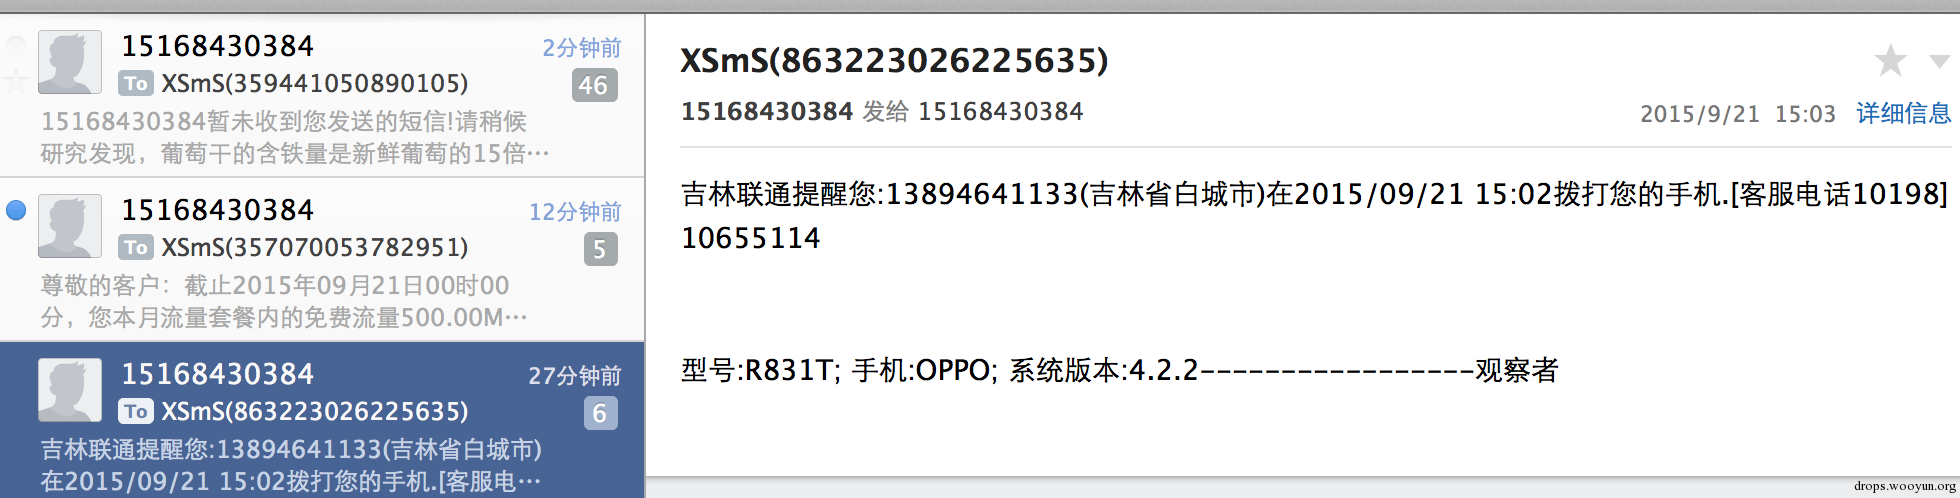 15168430384 2分钟前
To XSmS(359441050890105) 46
15168430384暂未收到您发送的短信!请稍候
研究发现，葡萄干的含铁量是新鲜葡萄的15倍…
15168430384 12分钟前
To XSmS(357070053782951) 5
尊敬的客户：截止2015年09月21日00时00
分，您本月流量套餐内的免费流量500.00M…
15168430384 27分钟前
To XSmS(863223026225635) 6
吉林联通提醒您:13894641133(吉林省白城市)
在2015/09/21 15:02拨打您的手机.[客服电…
XSmS(863223026225635)
15168430384 发给 15168430384 2015/9/21 15:03 详细信息
吉林联通提醒您:13894641133(吉林省白城市)在2015/09/21 15:02拨打您的手机.[客服电话10198]
10655114
型号:R831T; 手机:OPPO; 系统版本:4.2.2-----------------观察者
drops.wooyun.org